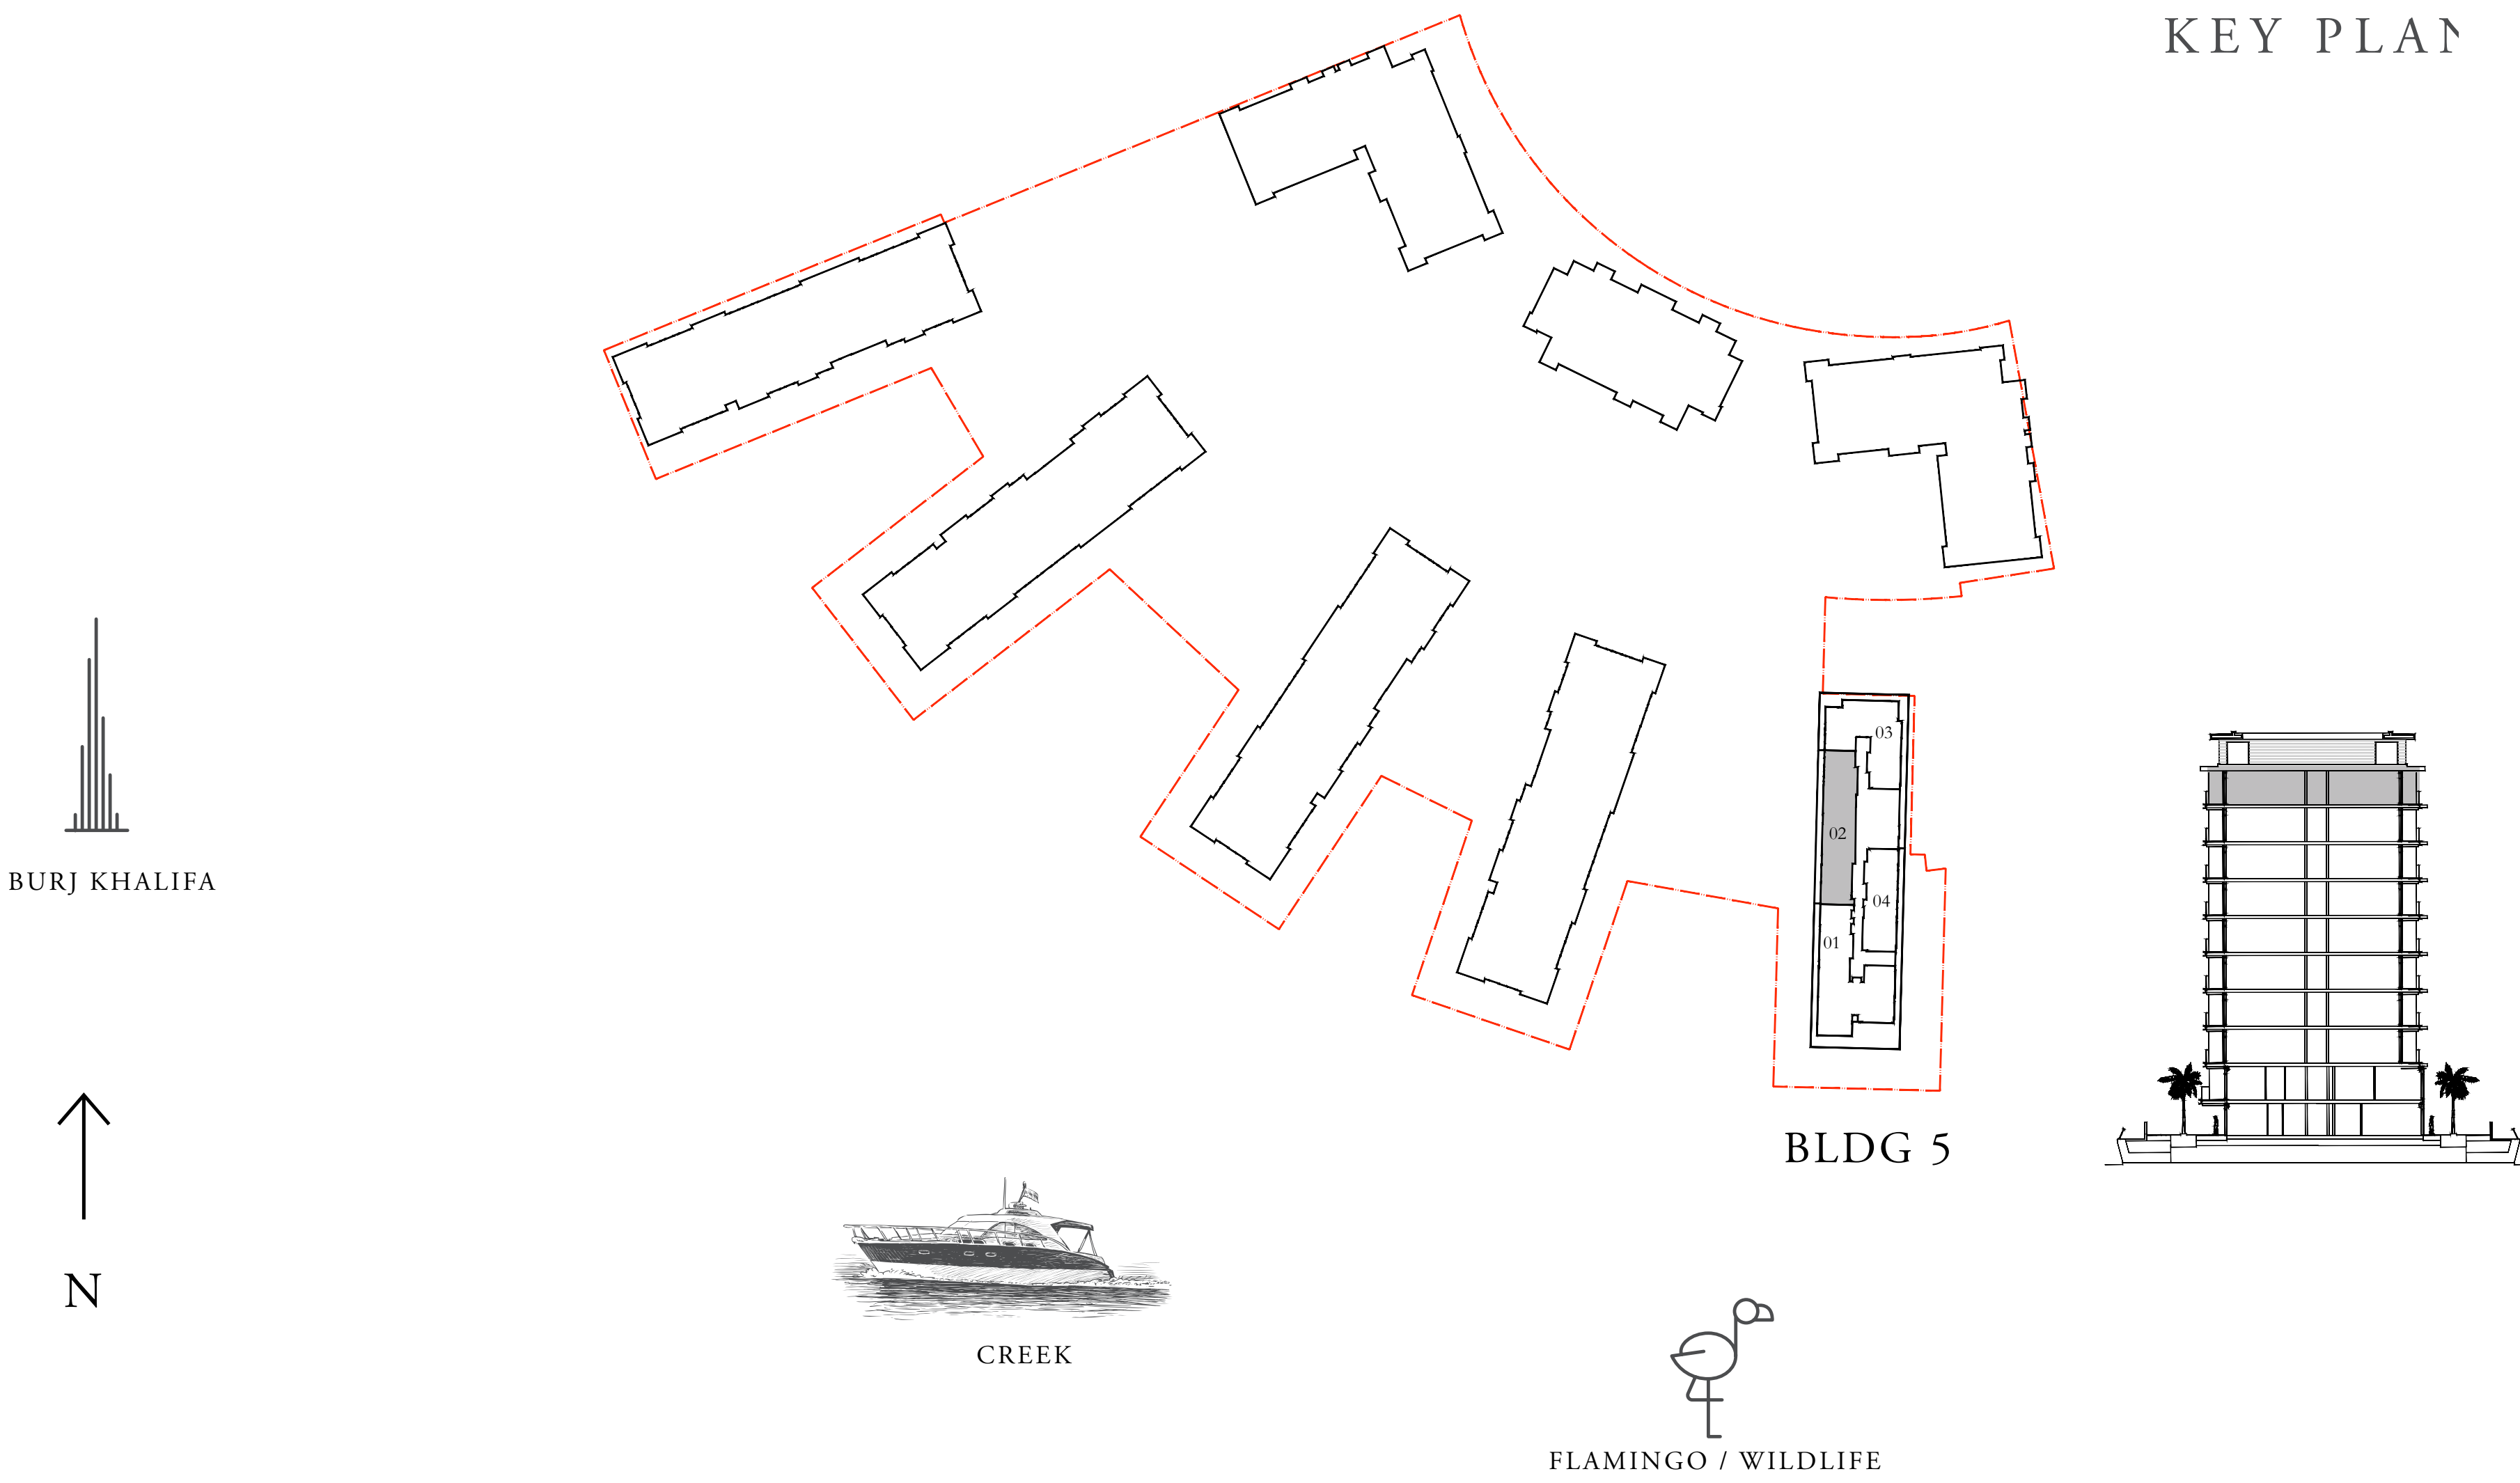 KEY PLAN
03
02
04
01
BURJ KHALIFA
BLDG 5
N
CREEK
FLAMINGO / WILDLIFE